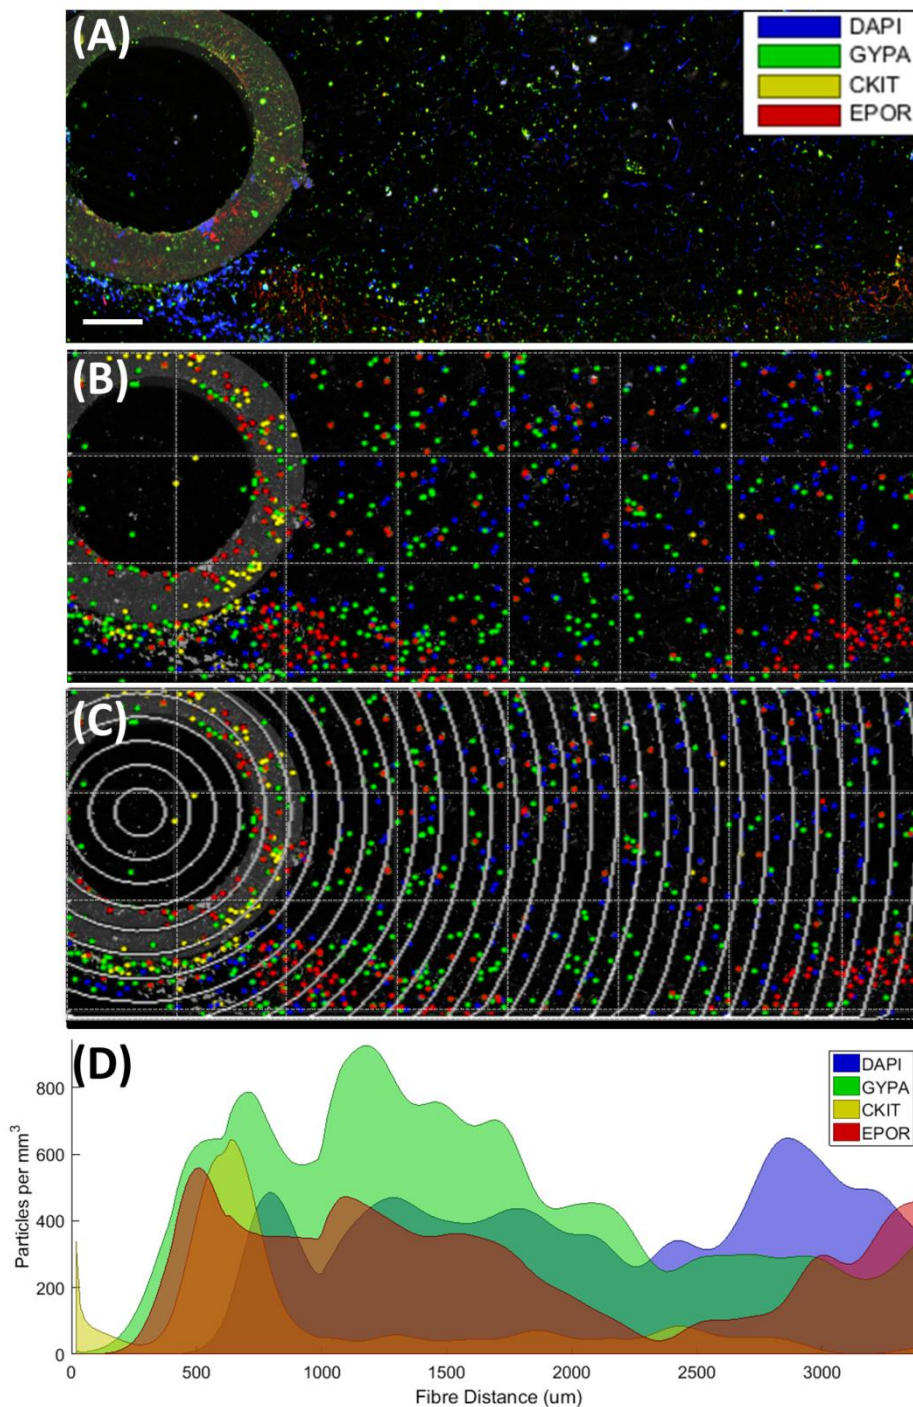 (A)
DAPI
GYPA
CKIT
EPOR
(B)
(C)
(D)
DAPI
GYPA
CKIT
EPOR
800
600
400
200
0
Particles per mm³
0 500 1000 1500 2000 2500 3000
Fibre Distance (um)